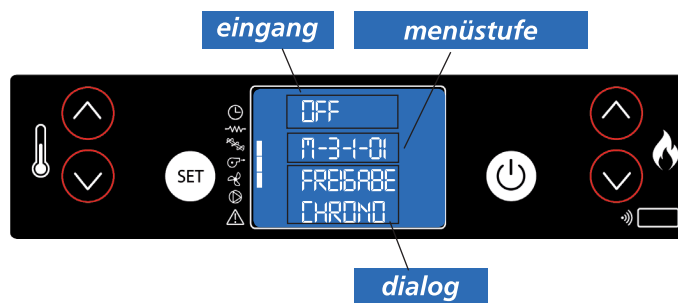 eingang
menüstufe
OFF
M-3-1-01
FREIGABE
CHRONO
SET
dialog